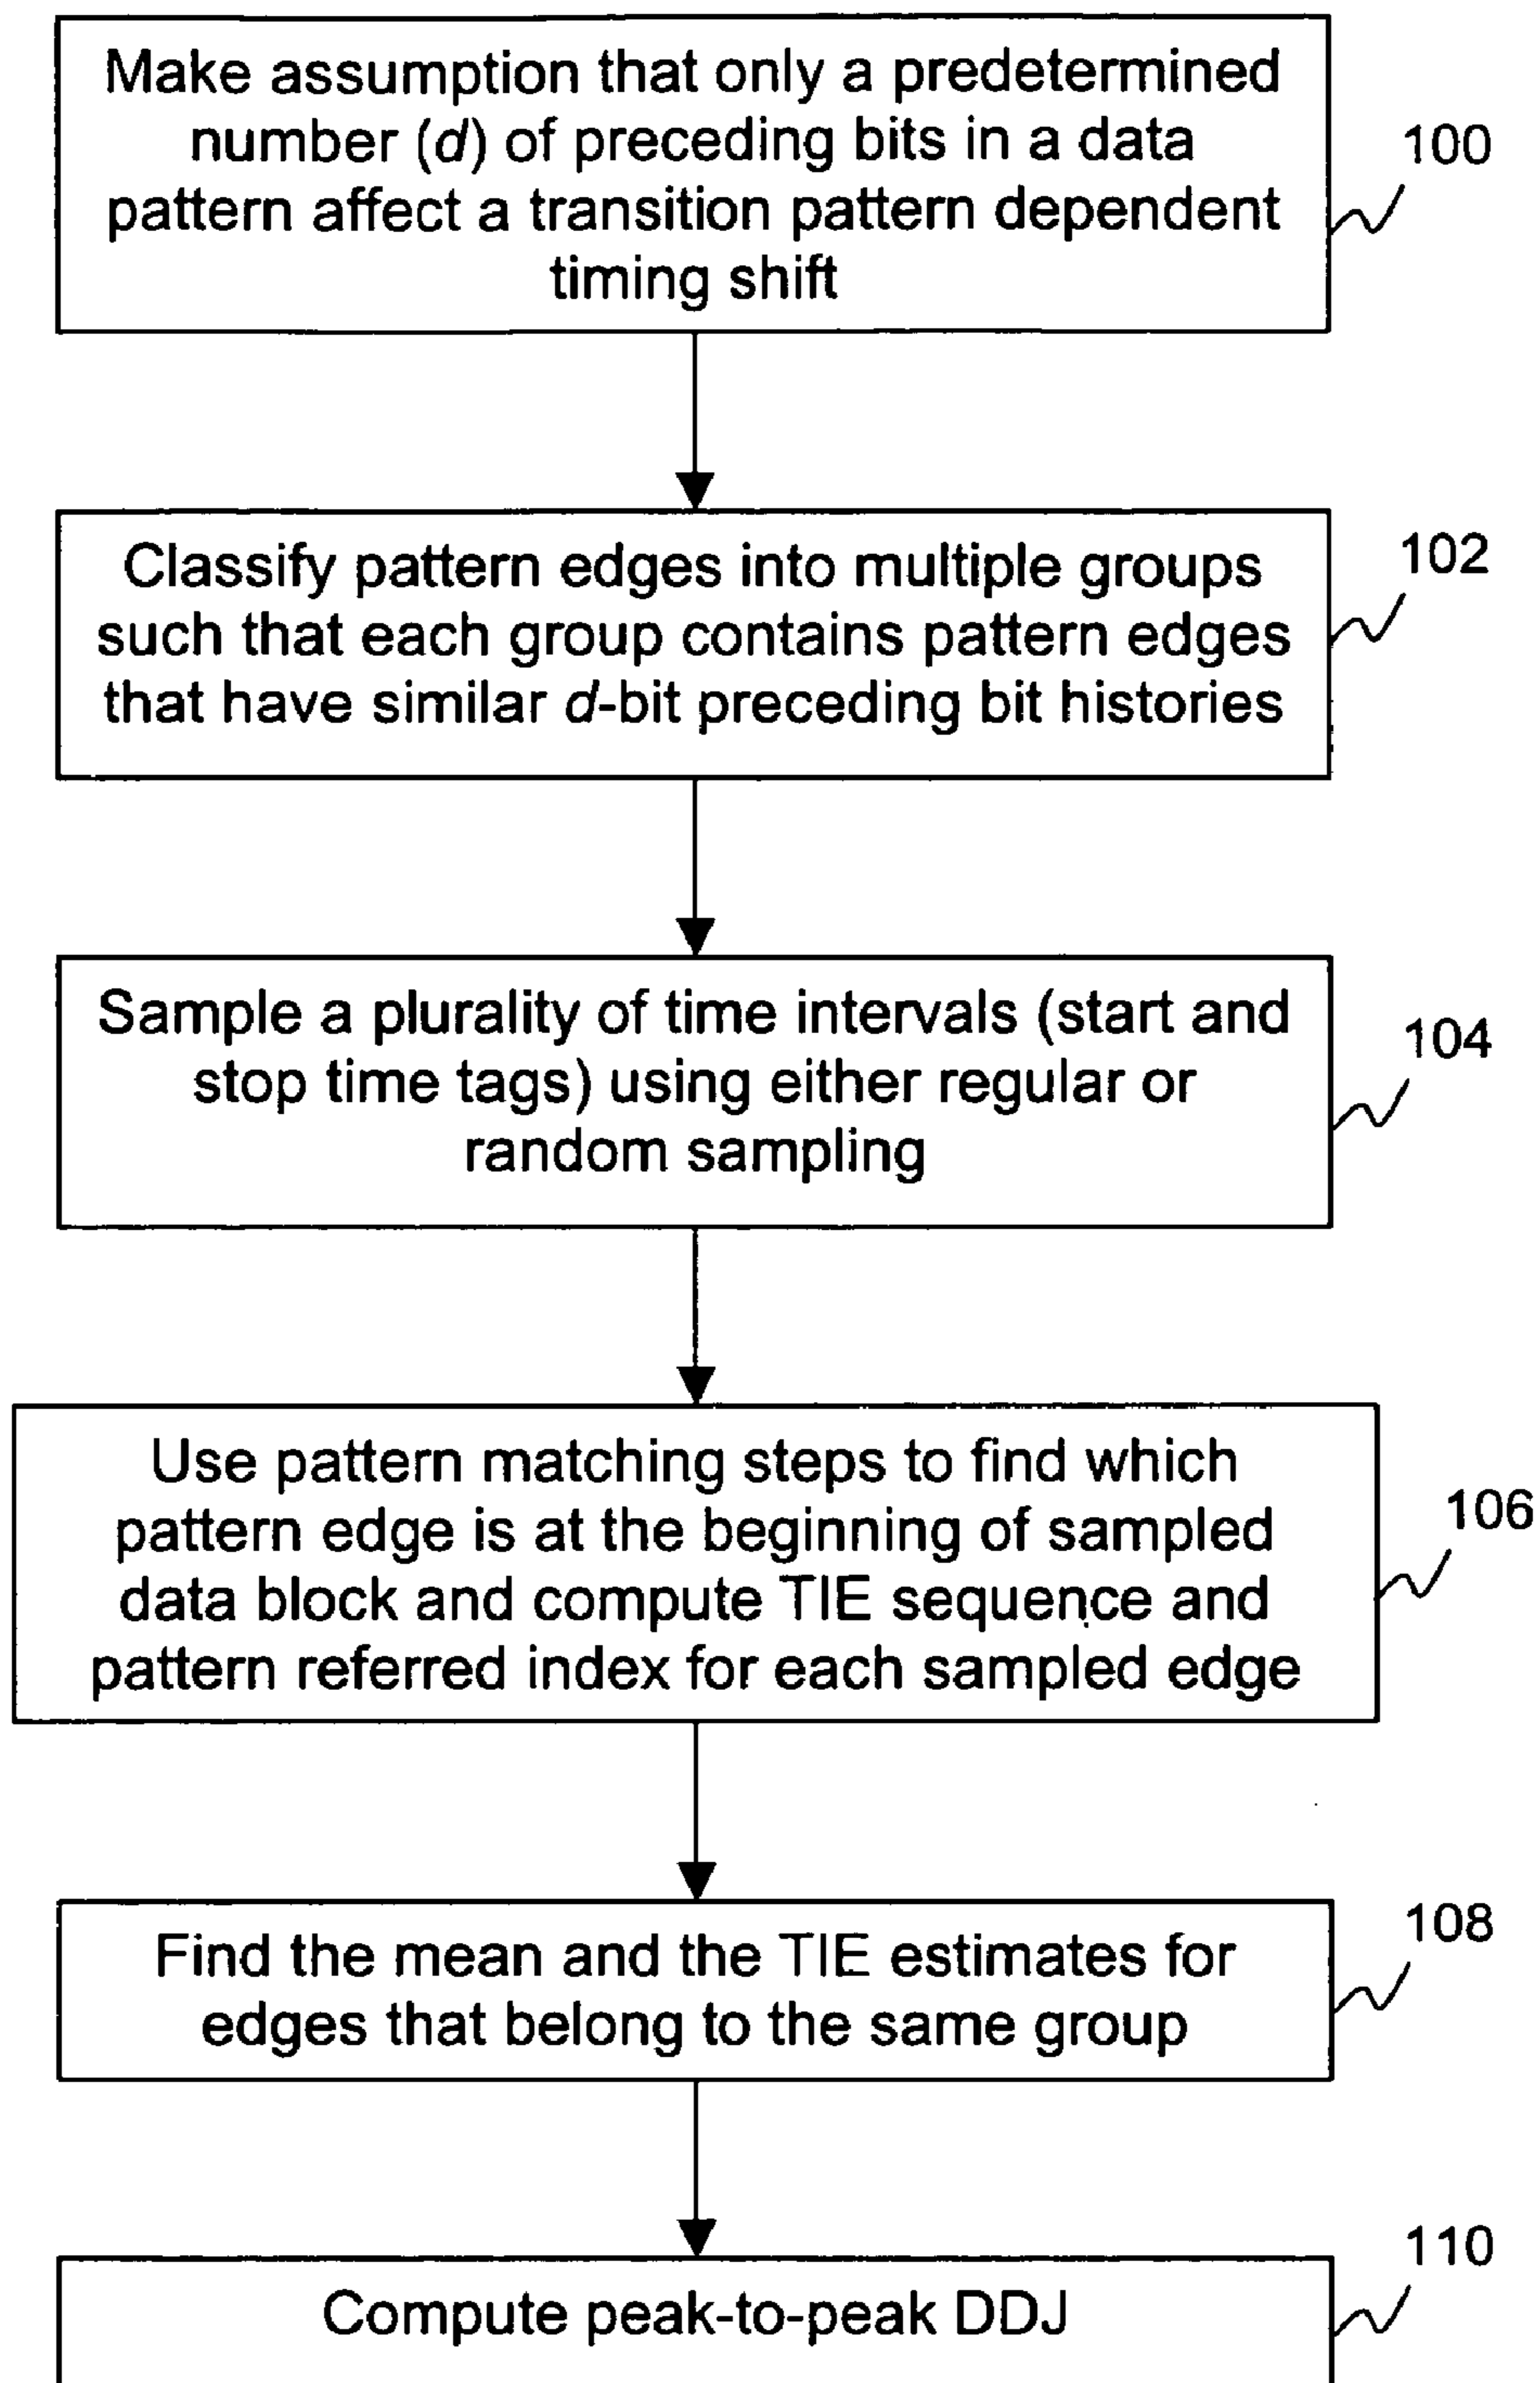 Make assumption that only a predetermined
number (d) of preceding bits in a data
pattern affect a transition pattern dependent
timing shift
100
Classify pattern edges into multiple groups
such that each group contains pattern edges
that have similar d-bit preceding bit histories
102
Sample a plurality of time intervals (start and
stop time tags) using either regular or
random sampling
104
Use pattern matching steps to find which
pattern edge is at the beginning of sampled
data block and compute TIE sequence and
pattern referred index for each sampled edge
106
Find the mean and the TIE estimates for
edges that belong to the same group
108
Compute peak-to-peak DDJ
110